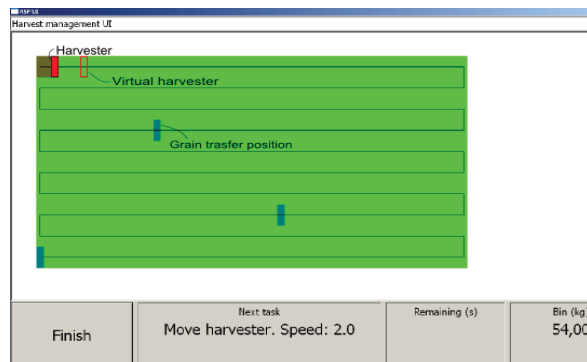 Harvest management UI
Harvester
Virtual harvester
Grain trasfer position
Finish
Next task
Move harvester. Speed: 2.0
Remaining (s)
Bin (kg)
54,00